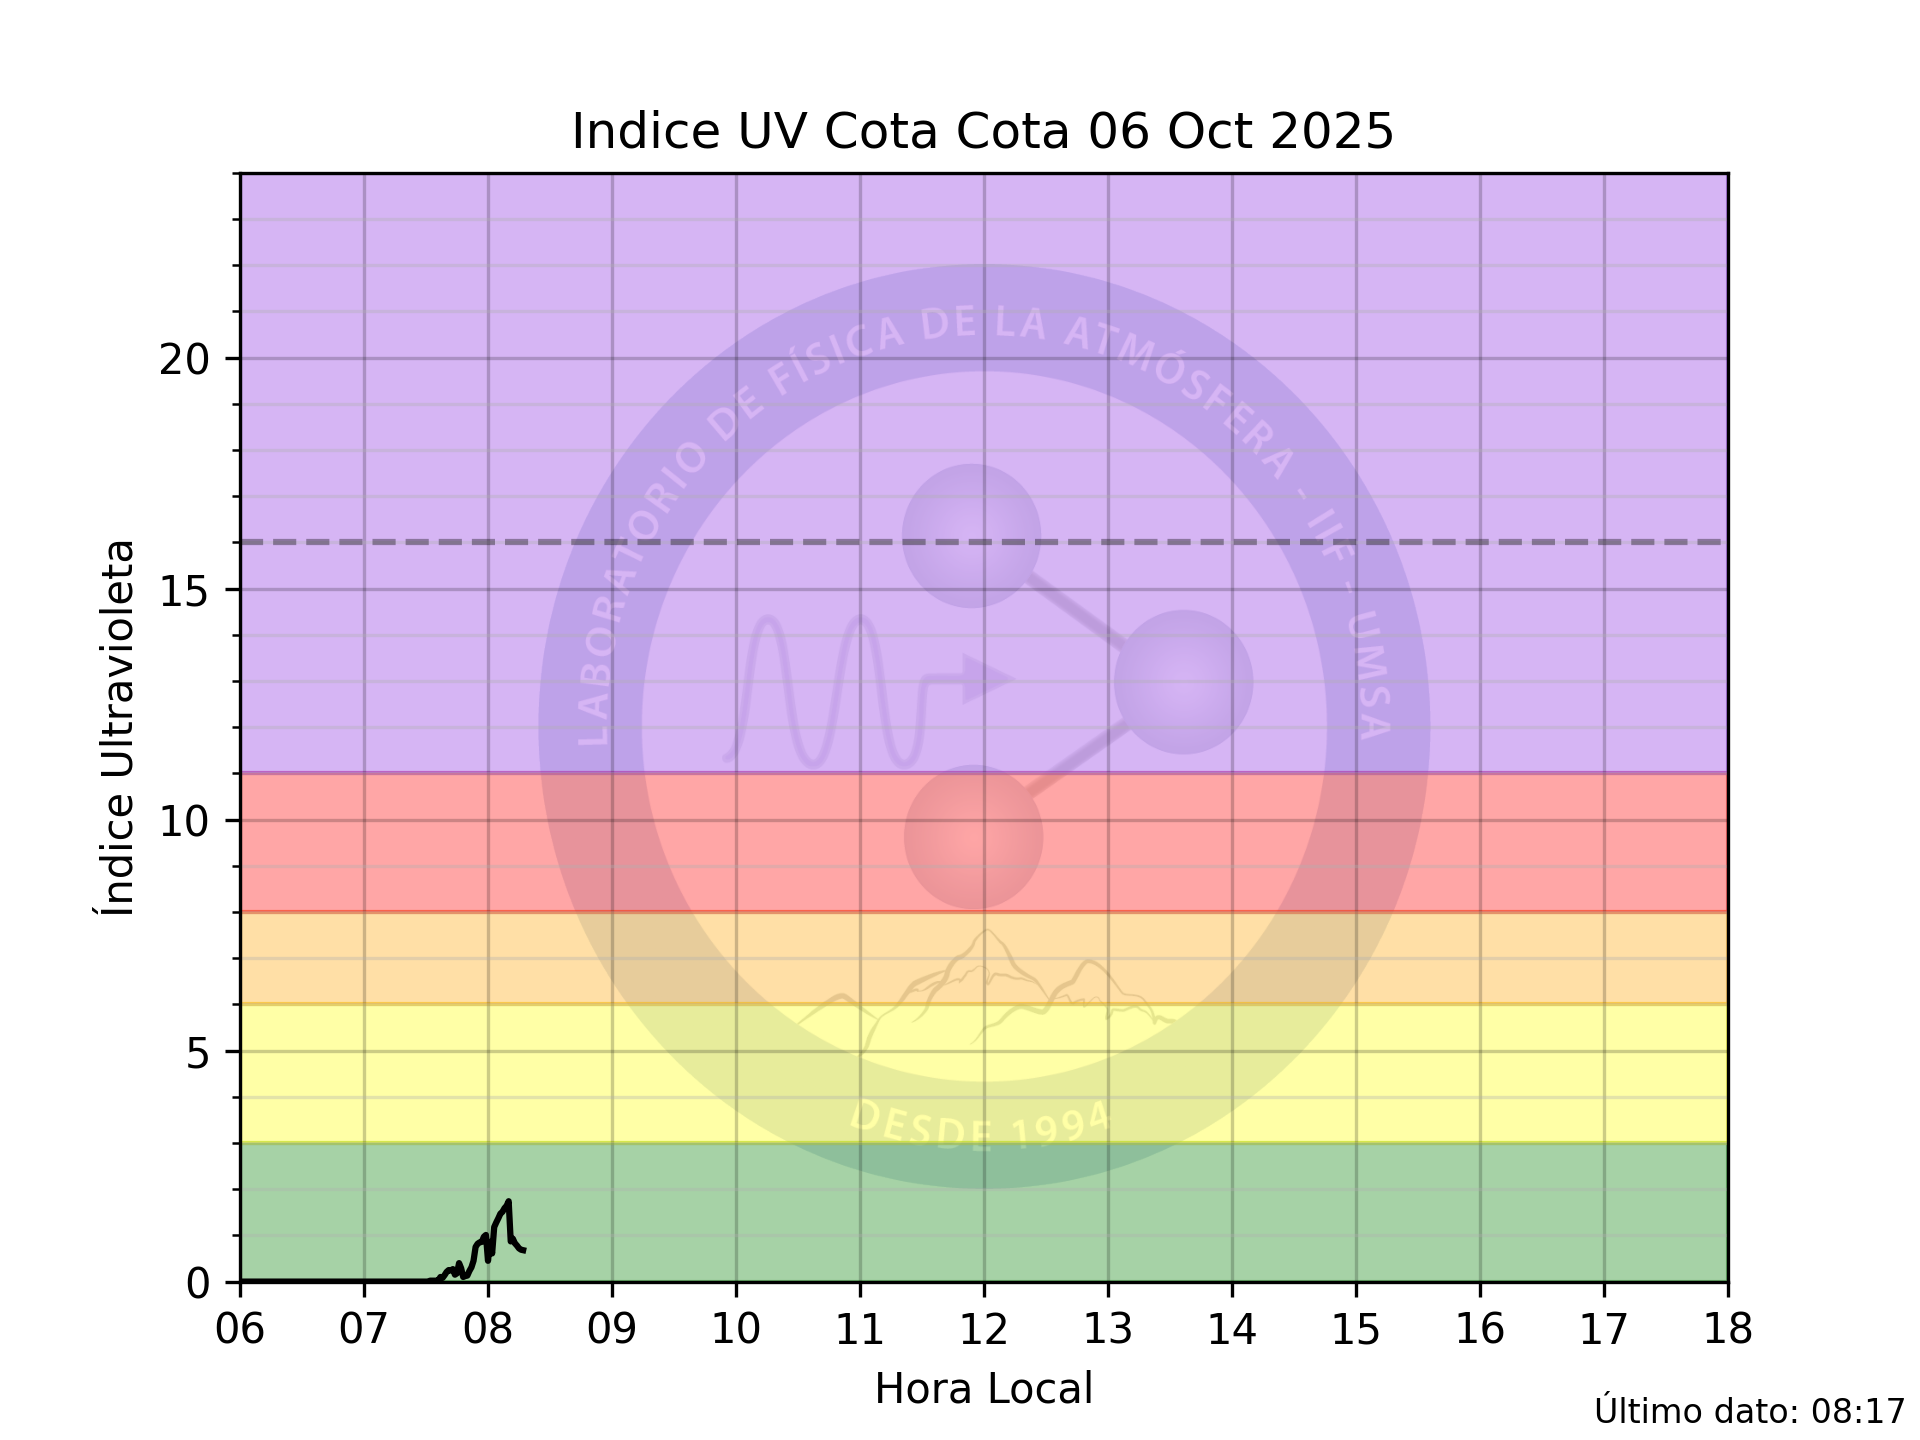 Indice UV Cota Cota 06 Oct 2025
LABORATORIO DE FÍSICA DE LA ATMÓSFERA - IIF - UMSA
20
15
10
5
0
Índice Ultravioleta
DESDE 1994
06 07 08 09 10 11 12 13 14 15 16 17 18
Hora Local
Último dato: 08:17